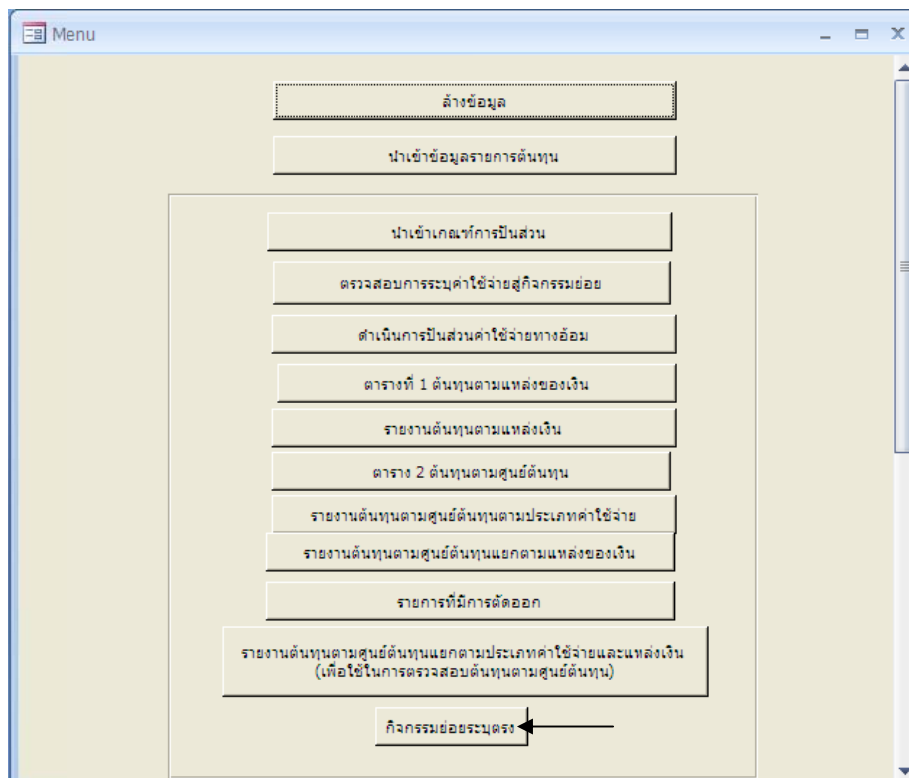 Menu
ล้างข้อมูล
นำเข้าข้อมูลรายการต้นทุน
นำเข้าเกณฑ์การปันส่วน
ตรวจสอบการระบุค่าใช้จ่ายสู่กิจกรรมย่อย
ดำเนินการปันส่วนค่าใช้จ่ายทางอ้อม
ตารางที่ 1 ต้นทุนตามแหล่งของเงิน
รายงานต้นทุนตามแหล่งเงิน
ตาราง 2 ต้นทุนตามศูนย์ต้นทุน
รายงานต้นทุนตามศูนย์ต้นทุนตามประเภทค่าใช้จ่าย
รายงานต้นทุนตามศูนย์ต้นทุนแยกตามแหล่งของเงิน
รายการที่มีการตัดออก
รายงานต้นทุนตามศูนย์ต้นทุนแยกตามประเภทค่าใช้จ่ายและแหล่งเงิน
(เพื่อใช้ในการตรวจสอบต้นทุนตามศูนย์ต้นทุน)
กิจกรรมย่อยระบุตรง